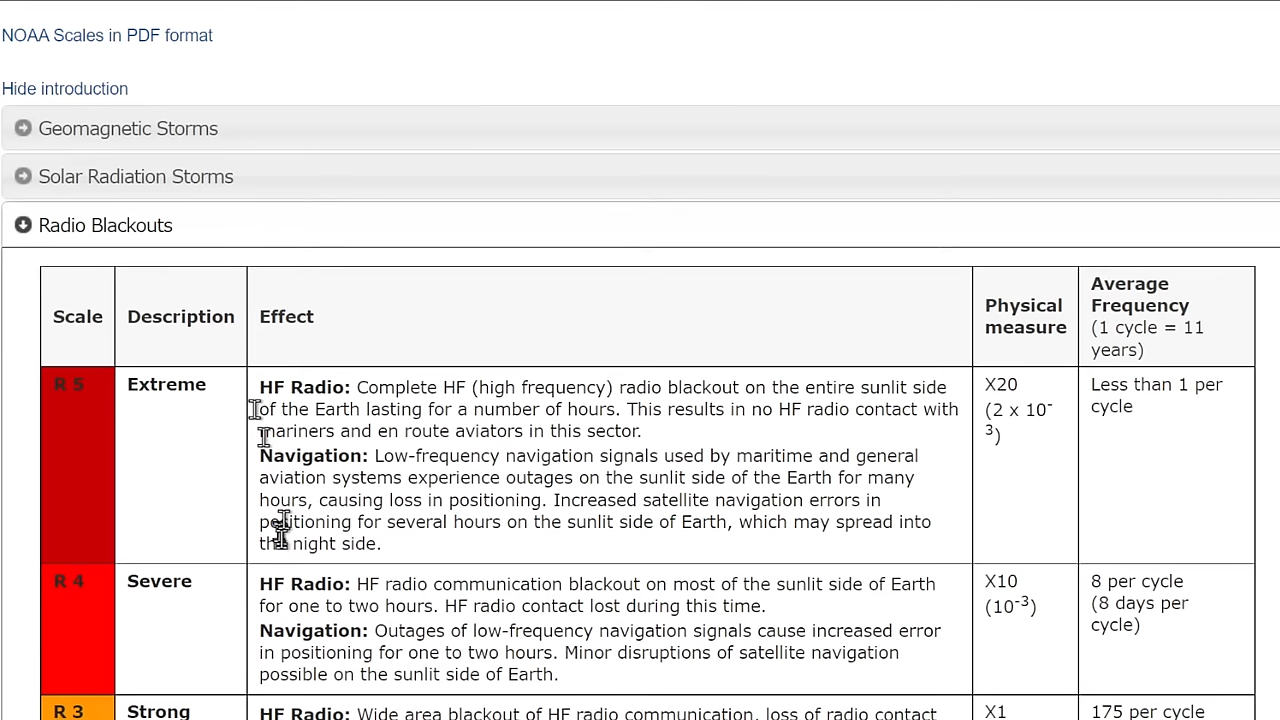 NOAA Scales in PDF format
Hide introduction
Geomagnetic Storms
Solar Radiation Storms
Radio Blackouts
Scale
Description
Effect
Physical
measure
Average
Frequency
(1 cycle = 11
years)
R 5
Extreme
HF Radio: Complete HF (high frequency) radio blackout on the entire sunlit side
of the Earth lasting for a number of hours. This results in no HF radio contact with
mariners and en route aviators in this sector.
Navigation: Low-frequency navigation signals used by maritime and general
aviation systems experience outages on the sunlit side of the Earth for many
hours, causing loss in positioning. Increased satellite navigation errors in
positioning for several hours on the sunlit side of Earth, which may spread into
the night side.
X20
(2 x 10-
3)
Less than 1 per
cycle
R 4
Severe
HF Radio: HF radio communication blackout on most of the sunlit side of Earth
for one to two hours. HF radio contact lost during this time.
Navigation: Outages of low-frequency navigation signals cause increased error
in positioning for one to two hours. Minor disruptions of satellite navigation
possible on the sunlit side of Earth.
X10
(10-3)
8 per cycle
(8 days per
cycle)
R 3
Strong
HF Radio: Wide area blackout of HF radio communication, loss of radio contact
X1
175 per cycle